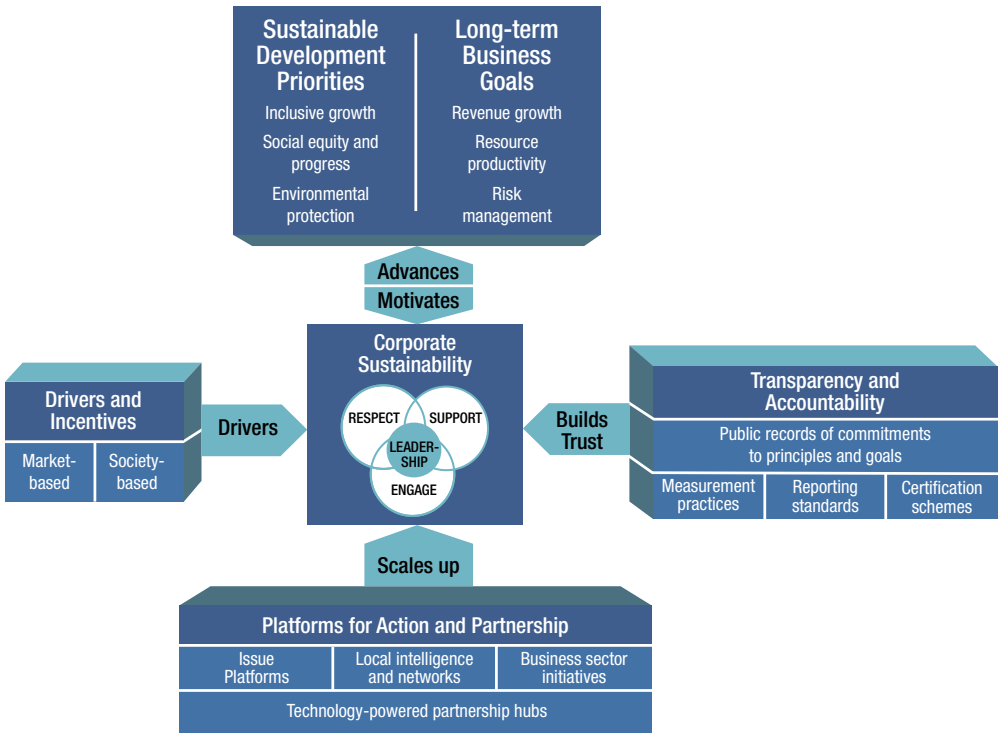 Sustainable
Development
Priorities
Inclusive growth
Social equity and
progress
Environmental
protection
Long-term
Business
Goals
Revenue growth
Resource
productivity
Risk
management
Advances
Motivates
Corporate
Sustainability
RESPECT
SUPPORT
LEADER-
SHIP
ENGAGE
Drivers and
Incentives
Market-
based
Society-
based
Drivers
Builds
Trust
Transparency and
Accountability
Public records of commitments
to principles and goals
Measurement
practices
Reporting
standards
Certification
schemes
Scales up
Platforms for Action and Partnership
Issue
Platforms
Local intelligence
and networks
Business sector
initiatives
Technology-powered partnership hubs